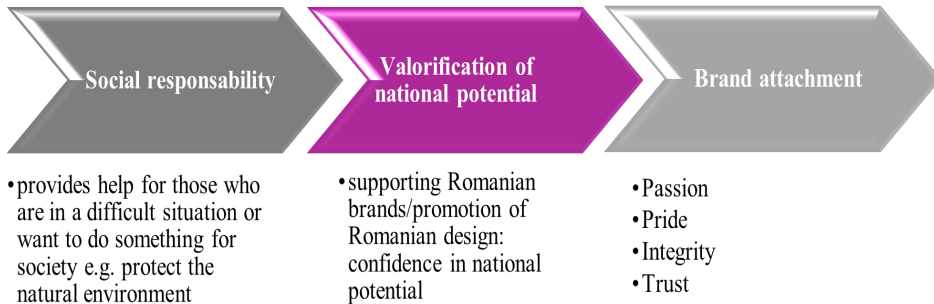 Social responsability
•provides help for those who
are in a difficult situation or
want to do something for
society e.g. protect the
natural environment
Valorification of
national potential
•supporting Romanian
brands/promotion of
Romanian design:
confidence in national
potential
Brand attachment
•Passion
•Pride
•Integrity
•Trust